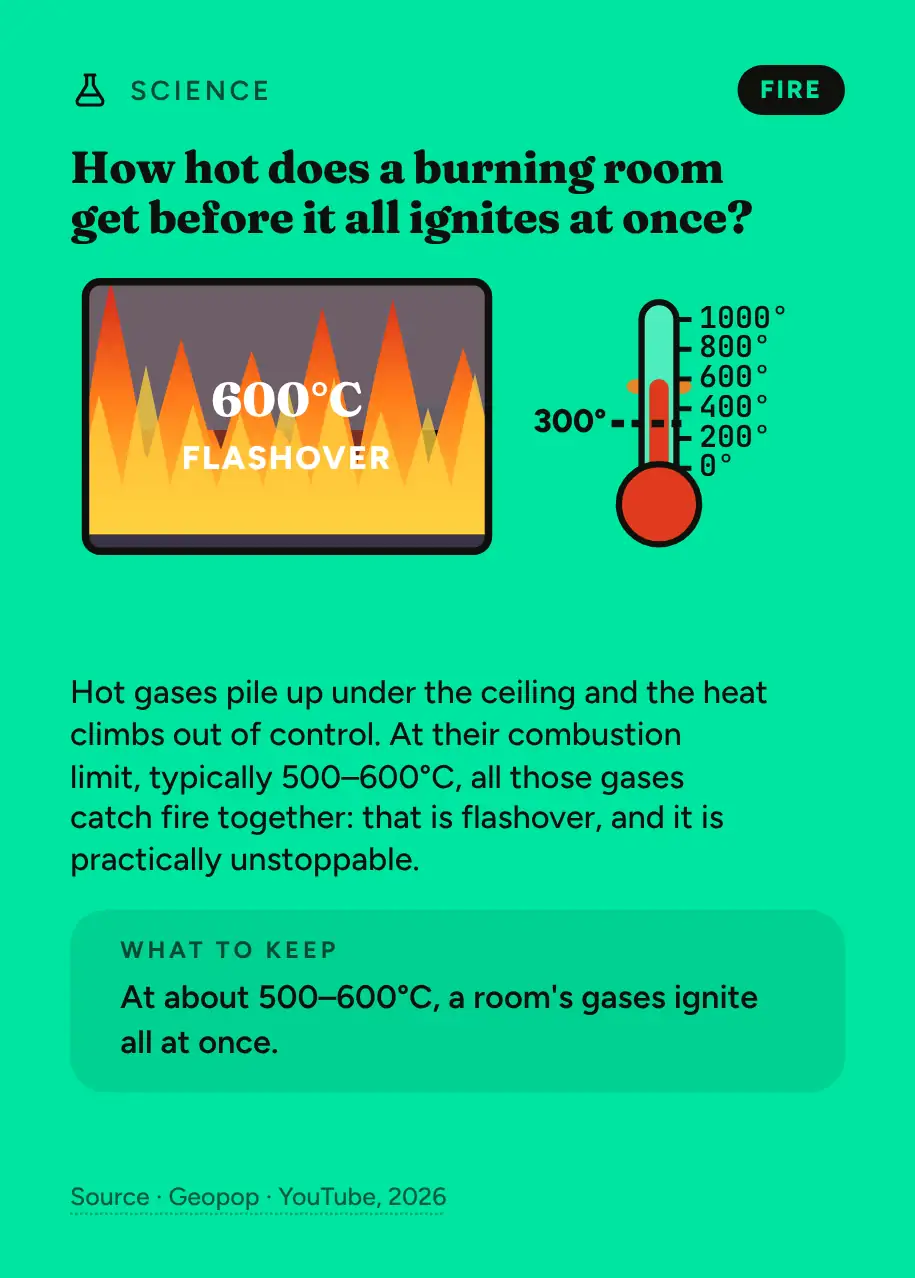 SCIENCE
FIRE
How hot does a burning room
get before it all ignites at once?
600°C
FLASHOVER
1000°
800°
600°
400°
300°
200°
0°
Hot gases pile up under the ceiling and the heat
climbs out of control. At their combustion
limit, typically 500–600°C, all those gases
catch fire together: that is flashover, and it is
practically unstoppable.
WHAT TO KEEP
At about 500–600°C, a room's gases ignite
all at once.
Source · Geopop · YouTube, 2026